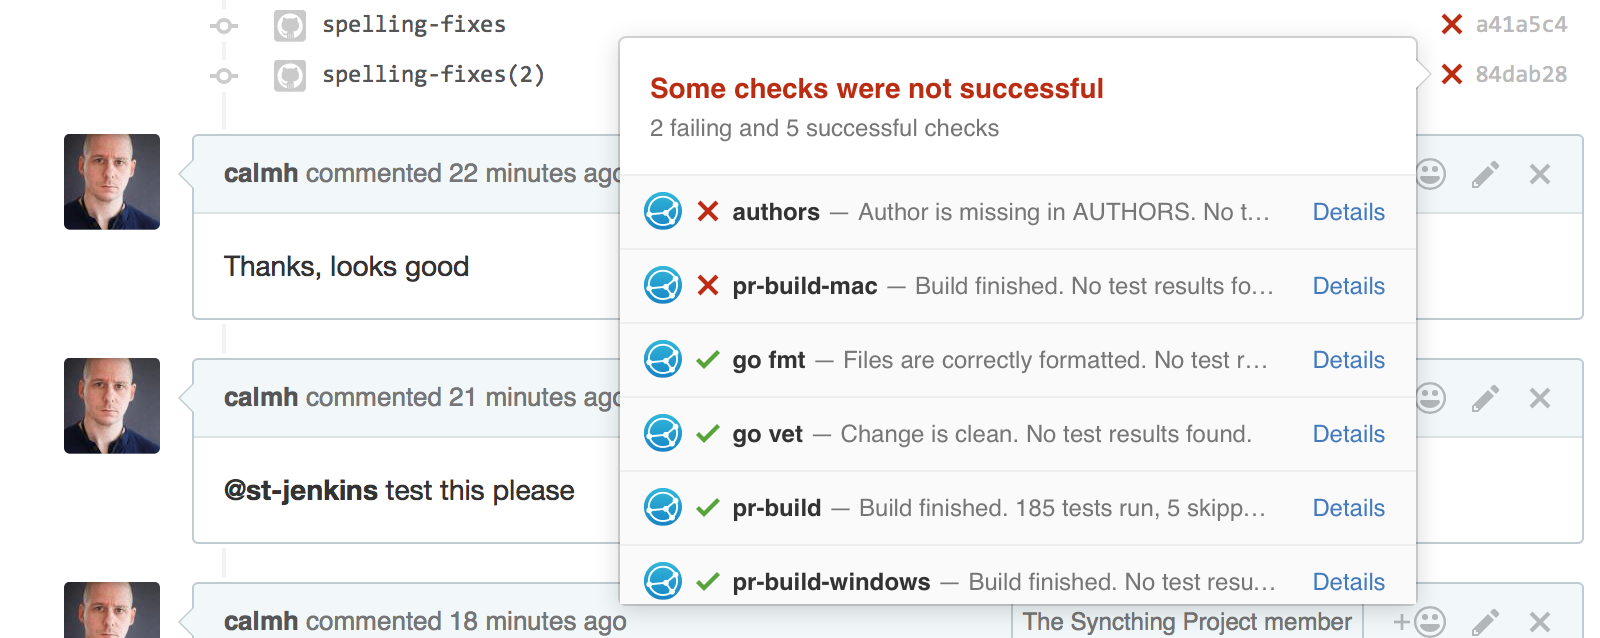 spelling-fixes
a41a5c4
spelling-fixes(2)
84dab28
Some checks were not successful
2 failing and 5 successful checks
calmh commented 22 minutes ago
authors — Author is missing in AUTHORS. No t… Details
Thanks, looks good
pr-build-mac — Build finished. No test results fo… Details
go fmt — Files are correctly formatted. No test r… Details
calmh commented 21 minutes ago
go vet — Change is clean. No test results found. Details
@st-jenkins test this please
pr-build — Build finished. 185 tests run, 5 skipp… Details
pr-build-windows — Build finished. No test resu… Details
calmh commented 18 minutes ago
The Syncthing Project member
+